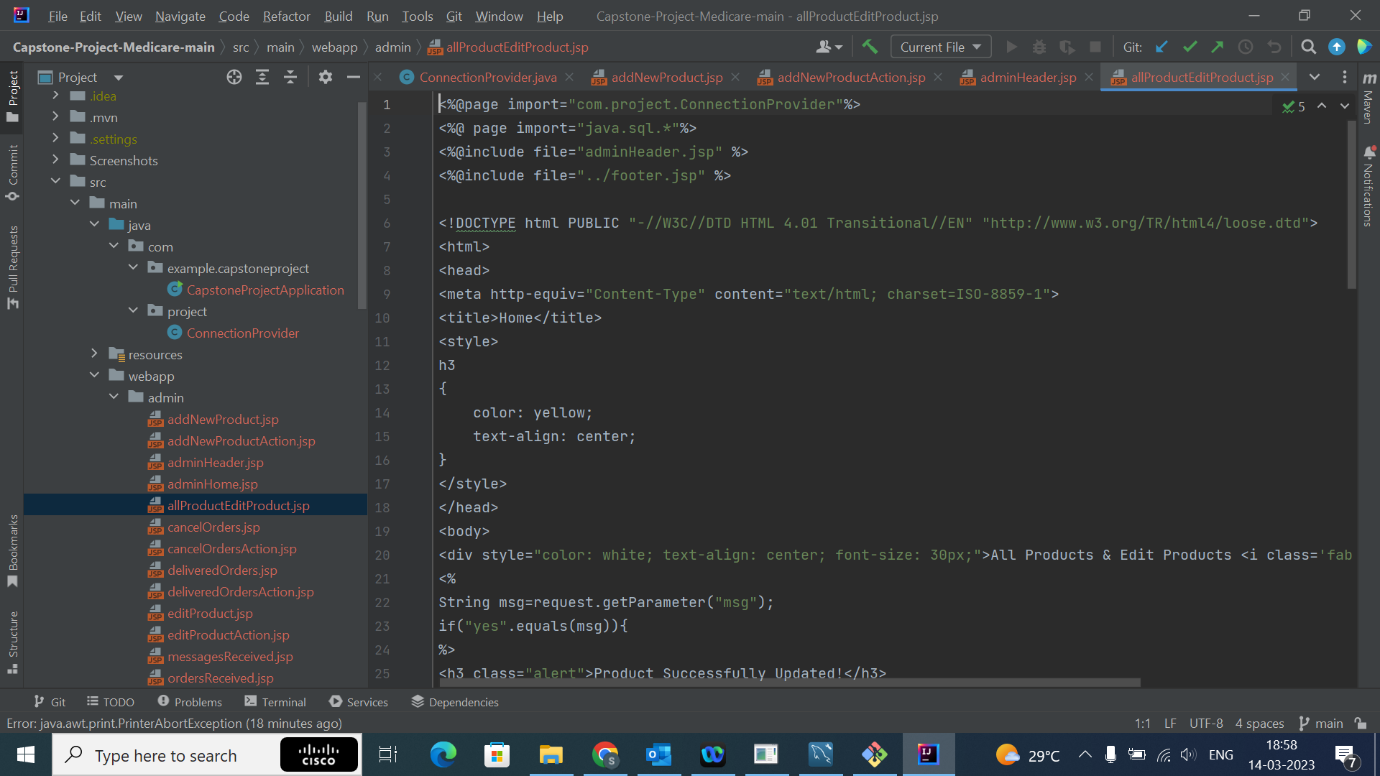 File Edit View Navigate Code Refactor Build Run Tools Git Window Help Capstone-Project-Medicare-main - allProductEditProduct.jsp
Capstone-Project-Medicare-main src main webapp admin allProductEditProduct.jsp Current File Git:
Project
ConnectionProvider.java addNewProduct.jsp addNewProductAction.jsp adminHeader.jsp allProductEditProduct.jsp
Project
Commit
Pull Requests
Bookmarks
Structure
.idea
.mvn
.settings
Screenshots
src
main
java
com
example.capstoneproject
CapstoneProjectApplication
project
ConnectionProvider
resources
webapp
admin
addNewProduct.jsp
addNewProductAction.jsp
adminHeader.jsp
adminHome.jsp
allProductEditProduct.jsp
cancelOrders.jsp
cancelOrdersAction.jsp
deliveredOrders.jsp
deliveredOrdersAction.jsp
editProduct.jsp
editProductAction.jsp
messagesReceived.jsp
ordersReceived.jsp
1 <%@page import="com.project.ConnectionProvider"%>
2 <%@ page import="java.sql.*"%>
3 <%@include file="adminHeader.jsp" %>
4 <%@include file="../footer.jsp" %>
5
6 <!DOCTYPE html PUBLIC "-//W3C//DTD HTML 4.01 Transitional//EN" "http://www.w3.org/TR/html4/loose.dtd">
7 <html>
8 <head>
9 <meta http-equiv="Content-Type" content="text/html; charset=ISO-8859-1">
10 <title>Home</title>
11 <style>
12 h3
13 {
14 color: yellow;
15 text-align: center;
16 }
17 </style>
18 </head>
19 <body>
20 <div style="color: white; text-align: center; font-size: 30px;">All Products & Edit Products <i class='fab
21 <%
22 String msg=request.getParameter("msg");
23 if("yes".equals(msg)){
24 %>
25 <h3 class="alert">Product Successfully Updated!</h3>
5
m
Maven
Notifications
Git TODO Problems Terminal Services Dependencies
Error: java.awt.print.PrinterAbortException (18 minutes ago) 1:1 LF UTF-8 4 spaces main
Type here to search
cisco
29°C ENG
18:58
14-03-2023
7